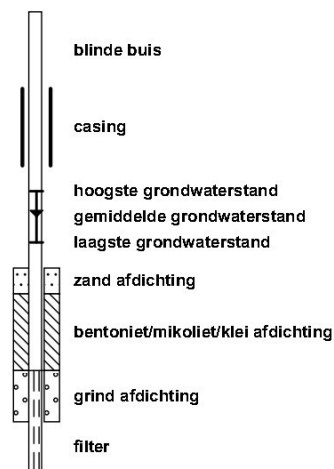 blinde buis
casing
hoogste grondwaterstand
gemiddelde grondwaterstand
laagste grondwaterstand
zand afdichting
bentoniet/mikoliet/klei afdichting
grind afdichting
filter